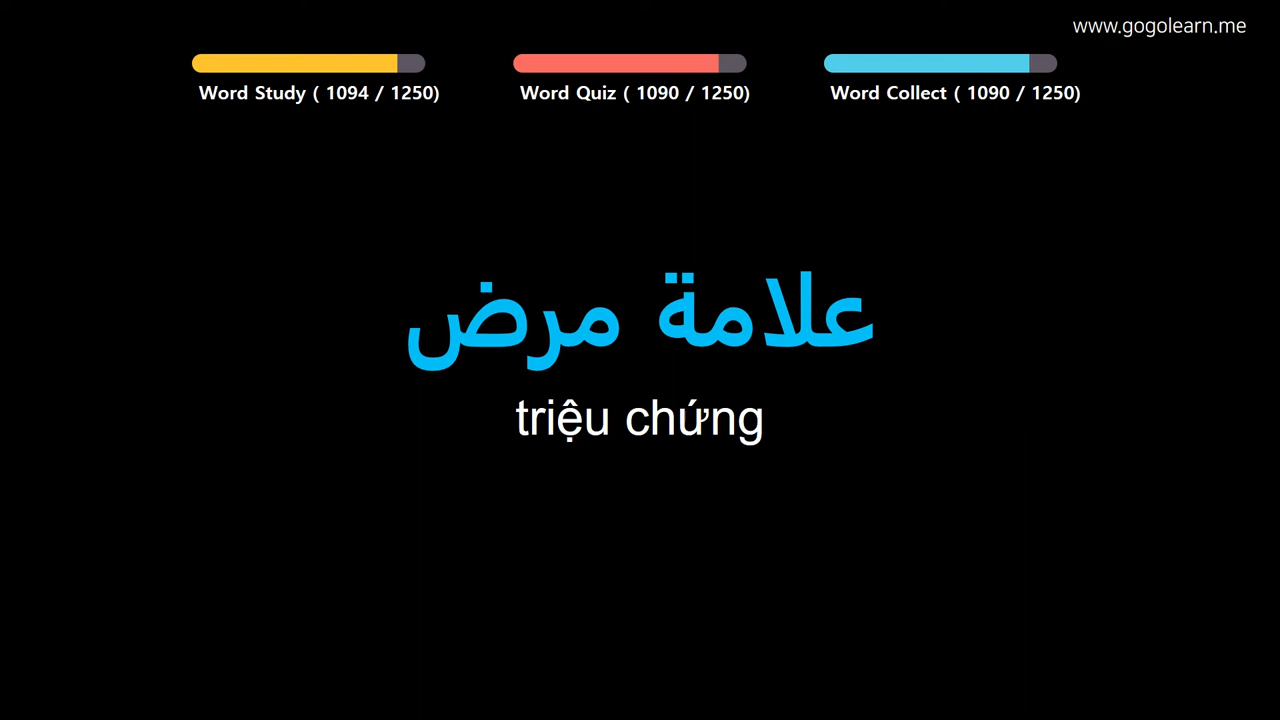 www.gogolearn.me
Word Study ( 1094 / 1250)
Word Quiz ( 1090 / 1250)
Word Collect ( 1090 / 1250)
علامة مرض
triệu chứng